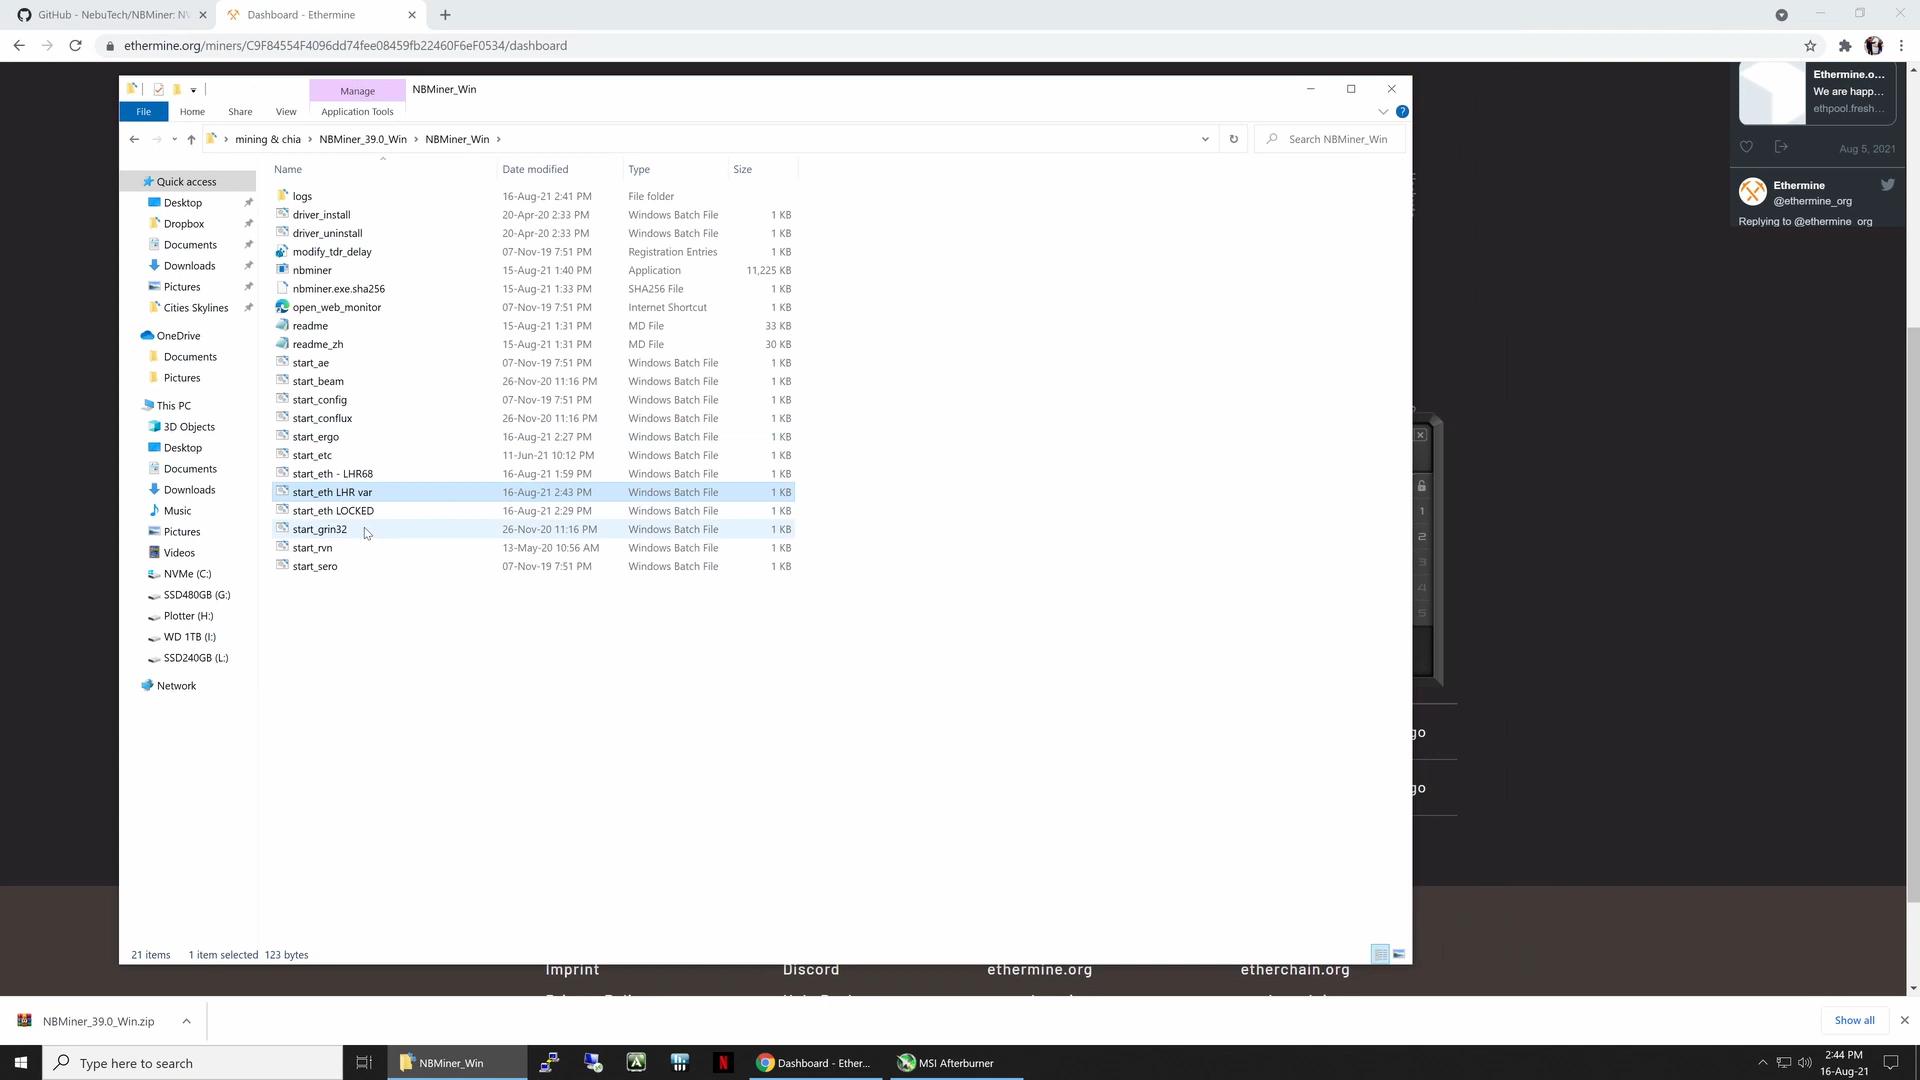 GitHub - NebuTech/NBMiner: NV
Dashboard - Ethermine
ethermine.org/miners/C9F84554F4096dd74fee08459fb22460F6eF0534/dashboard
Manage
NBMiner_Win
File
Home
Share
View
Application Tools
mining & chia
NBMiner_39.0_Win
NBMiner_Win
Search NBMiner_Win
Name
Date modified
Type
Size
Quick access
Desktop
Dropbox
Documents
Downloads
Pictures
Cities Skylines
OneDrive
Documents
Pictures
This PC
3D Objects
Desktop
Documents
Downloads
Music
Pictures
Videos
NVMe (C:)
SSD480GB (G:)
Plotter (H:)
WD 1TB (I:)
SSD240GB (L:)
Network
logs 16-Aug-21 2:41 PM File folder
driver_install 20-Apr-20 2:33 PM Windows Batch File 1 KB
driver_uninstall 20-Apr-20 2:33 PM Windows Batch File 1 KB
modify_tdr_delay 07-Nov-19 7:51 PM Registration Entries 1 KB
nbminer 15-Aug-21 1:40 PM Application 11,225 KB
nbminer.exe.sha256 15-Aug-21 1:33 PM SHA256 File 1 KB
open_web_monitor 07-Nov-19 7:51 PM Internet Shortcut 1 KB
readme 15-Aug-21 1:31 PM MD File 33 KB
readme_zh 15-Aug-21 1:31 PM MD File 30 KB
start_ae 07-Nov-19 7:51 PM Windows Batch File 1 KB
start_beam 26-Nov-20 11:16 PM Windows Batch File 1 KB
start_config 07-Nov-19 7:51 PM Windows Batch File 1 KB
start_conflux 26-Nov-20 11:16 PM Windows Batch File 1 KB
start_ergo 16-Aug-21 2:27 PM Windows Batch File 1 KB
start_etc 11-Jun-21 10:12 PM Windows Batch File 1 KB
start_eth - LHR68 16-Aug-21 1:59 PM Windows Batch File 1 KB
start_eth LHR var 16-Aug-21 2:43 PM Windows Batch File 1 KB
start_eth LOCKED 16-Aug-21 2:29 PM Windows Batch File 1 KB
start_grin32 26-Nov-20 11:16 PM Windows Batch File 1 KB
start_rvn 13-May-20 10:56 AM Windows Batch File 1 KB
start_sero 07-Nov-19 7:51 PM Windows Batch File 1 KB
21 items
1 item selected 123 bytes
Ethermine.o...
We are happ...
ethpool.fresh...
Aug 5, 2021
Ethermine
@ethermine_org
Replying to @ethermine_org
1
2
3
4
5
go
go
Imprint
Discord
ethermine.org
etherchain.org
NBMiner_39.0_Win.zip
Show all
Type here to search
NBMiner_Win
Dashboard - Ether...
MSI Afterburner
2:44 PM
16-Aug-21